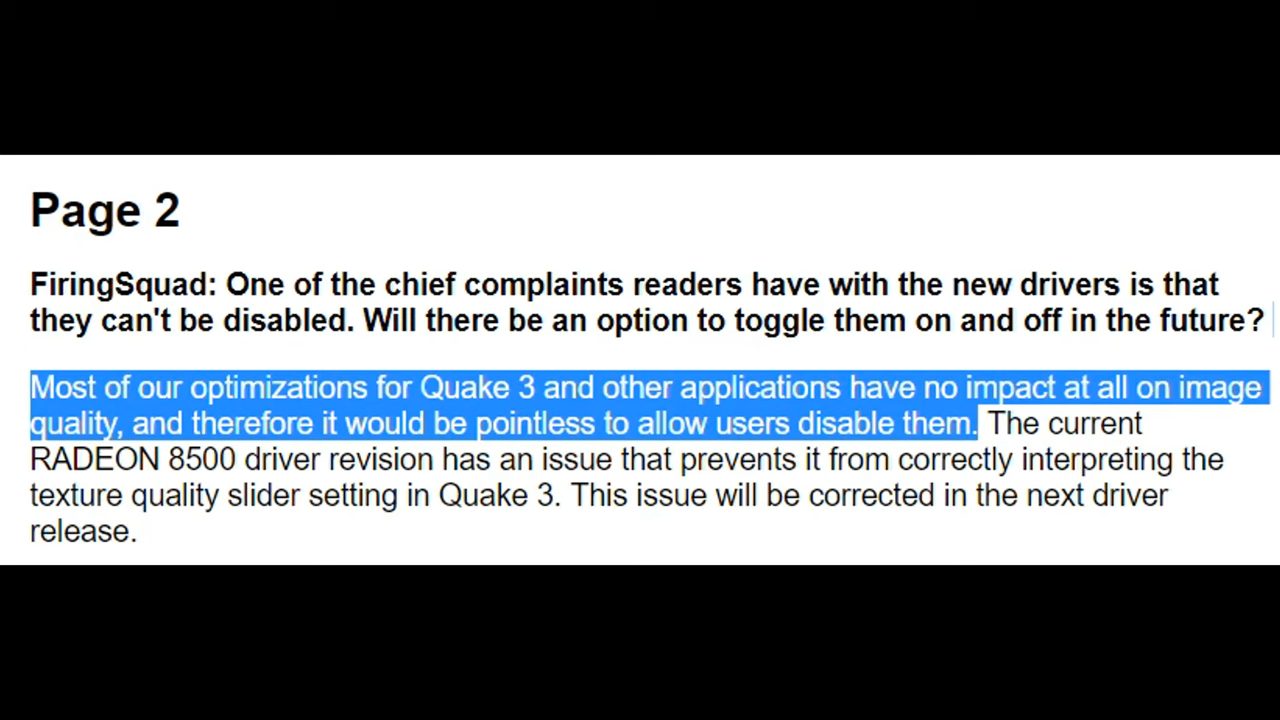 Page 2
FiringSquad: One of the chief complaints readers have with the new drivers is that
they can't be disabled. Will there be an option to toggle them on and off in the future?
Most of our optimizations for Quake 3 and other applications have no impact at all on image
quality, and therefore it would be pointless to allow users disable them. The current
RADEON 8500 driver revision has an issue that prevents it from correctly interpreting the
texture quality slider setting in Quake 3. This issue will be corrected in the next driver
release.